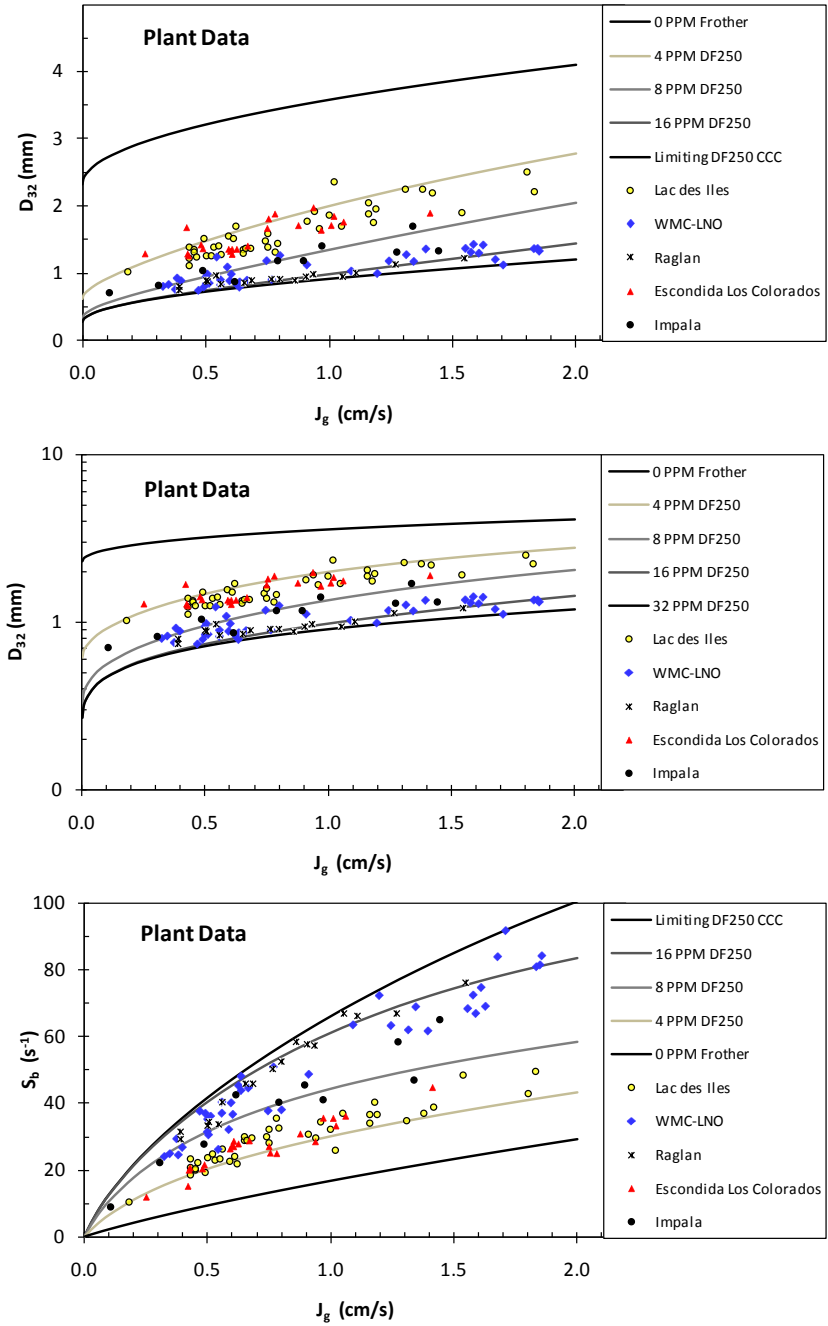 Plant Data
D32 (mm)
4
3
2
1
0
0.0 0.5 1.0 1.5 2.0
Jg (cm/s)
0 PPM Frother
4 PPM DF250
8 PPM DF250
16 PPM DF250
Limiting DF250 CCC
Lac des Iles
WMC-LNO
Raglan
Escondida Los Colorados
Impala
Plant Data
D32 (mm)
10
1
0
0.0 0.5 1.0 1.5 2.0
Jg (cm/s)
0 PPM Frother
4 PPM DF250
8 PPM DF250
16 PPM DF250
32 PPM DF250
Lac des Iles
WMC-LNO
Raglan
Escondida Los Colorados
Impala
Plant Data
Sb (s-1)
100
80
60
40
20
0
0.0 0.5 1.0 1.5 2.0
Jg (cm/s)
Limiting DF250 CCC
16 PPM DF250
8 PPM DF250
4 PPM DF250
0 PPM Frother
Lac des Iles
WMC-LNO
Raglan
Escondida Los Colorados
Impala